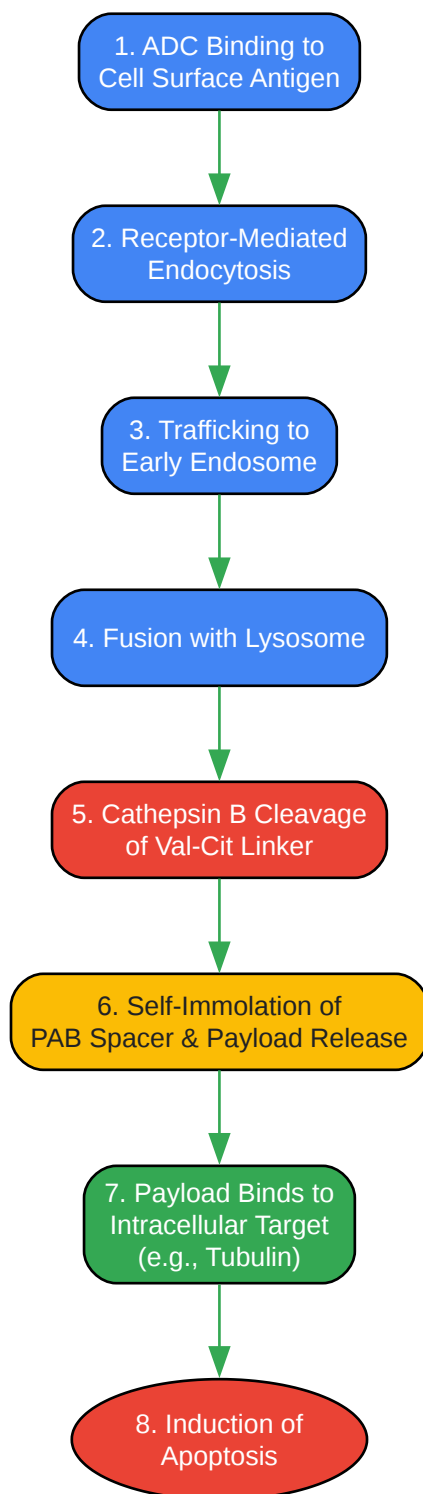 1. ADC Binding to
Cell Surface Antigen
2. Receptor-Mediated
Endocytosis
3. Trafficking to
Early Endosome
4. Fusion with Lysosome
5. Cathepsin B Cleavage
of Val-Cit Linker
6. Self-Immolation of
PAB Spacer & Payload Release
7. Payload Binds to
Intracellular Target
(e.g., Tubulin)
8. Induction of
Apoptosis